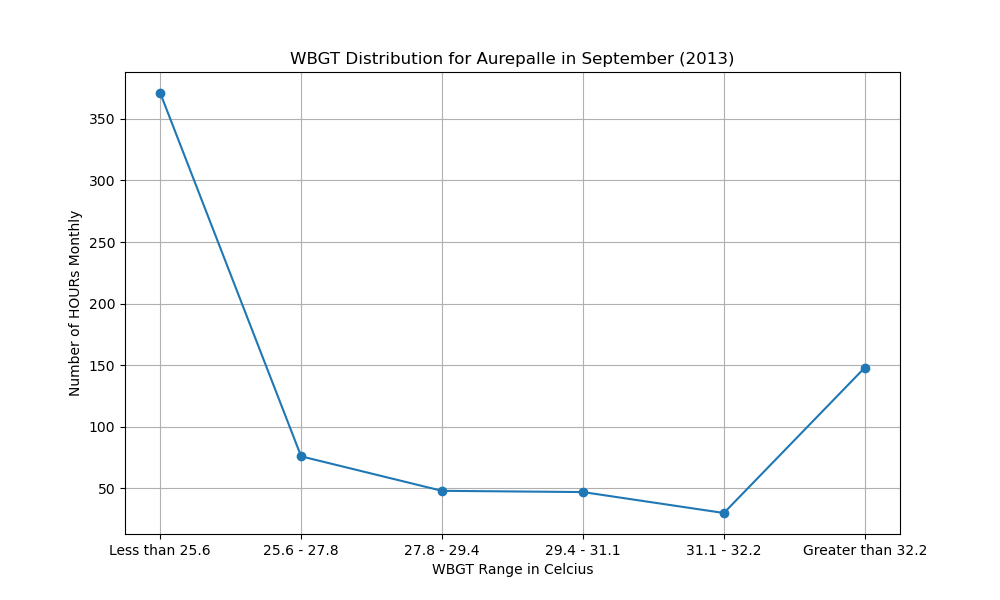 WBGT Distribution for Aurepalle in September (2013)
Number of HOURs Monthly
350
300
250
200
150
100
50
Less than 25.6
25.6 - 27.8
27.8 - 29.4
29.4 - 31.1
31.1 - 32.2
Greater than 32.2
WBGT Range in Celcius